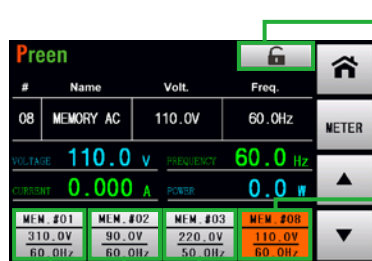 Preen
# Name Volt. Freq.
08 MEMORY AC 110.0V 60.0Hz
METER
VOLTAGE 110.0 V FREQUENCY 60.0 Hz
CURRENT 0.000 A POWER 0.0 W
MEM.#01 MEM.#02 MEM.#03 MEM.#08
310.0V 90.0V 220.0V 110.0V
60.0Hz 60.0Hz 50.0Hz 60.0Hz